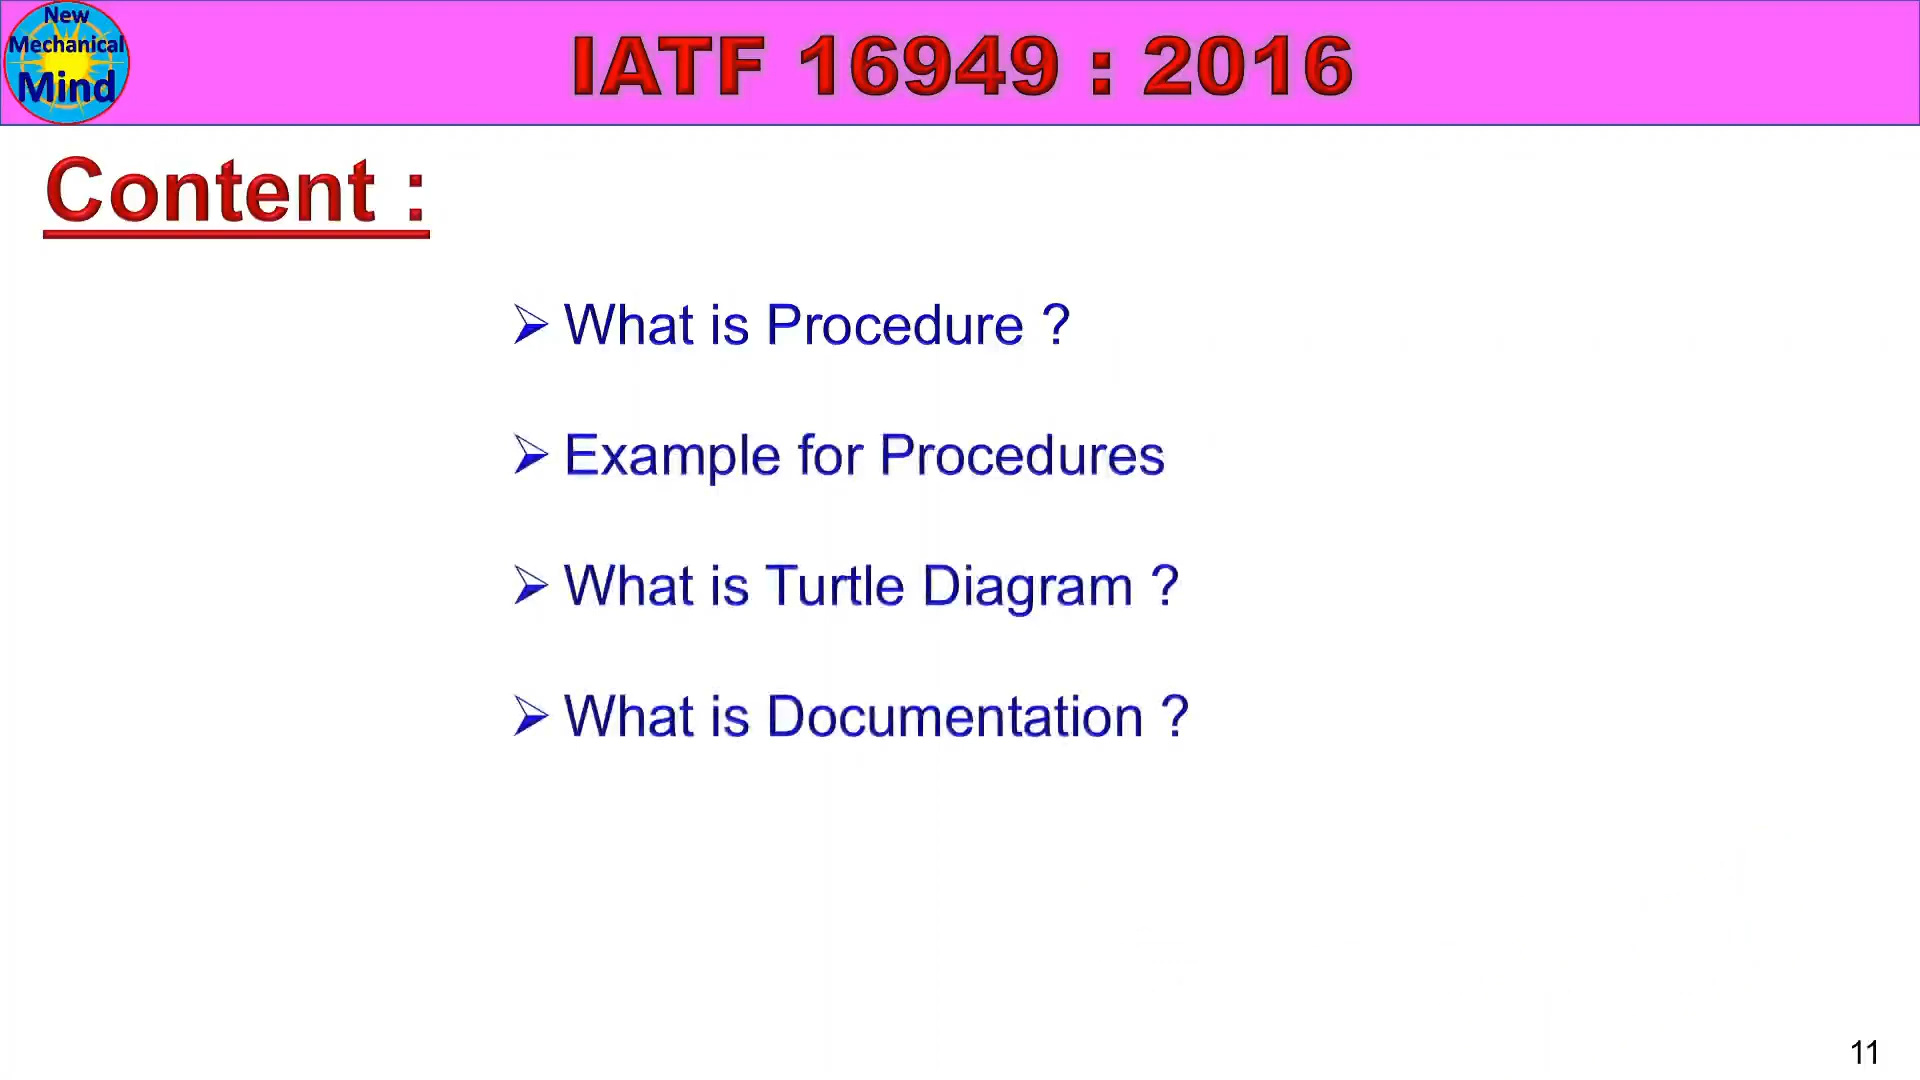 New
Mechanical
Mind
IATF 16949 : 2016
Content :
What is Procedure ?
Example for Procedures
What is Turtle Diagram ?
What is Documentation ?
11